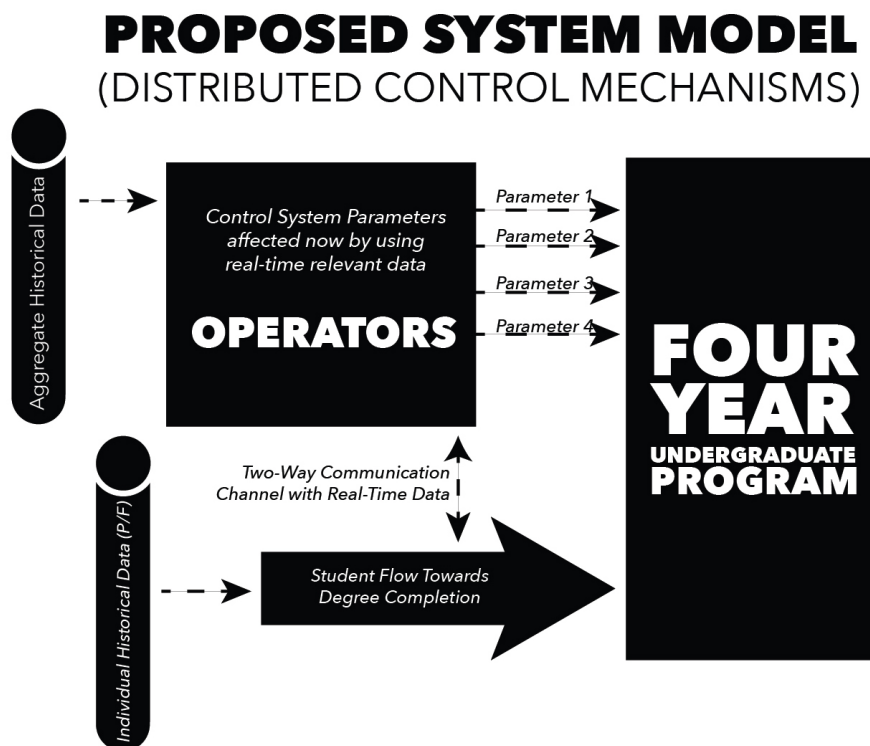 PROPOSED SYSTEM MODEL
(DISTRIBUTED CONTROL MECHANISMS)
Aggregate Historical Data
Control System Parameters
affected now by using
real-time relevant data
OPERATORS
Parameter 1
Parameter 2
Parameter 3
Parameter 4
FOUR
YEAR
UNDERGRADUATE
PROGRAM
Two-Way Communication
Channel with Real-Time Data
Individual Historical Data (P/F)
Student Flow Towards
Degree Completion